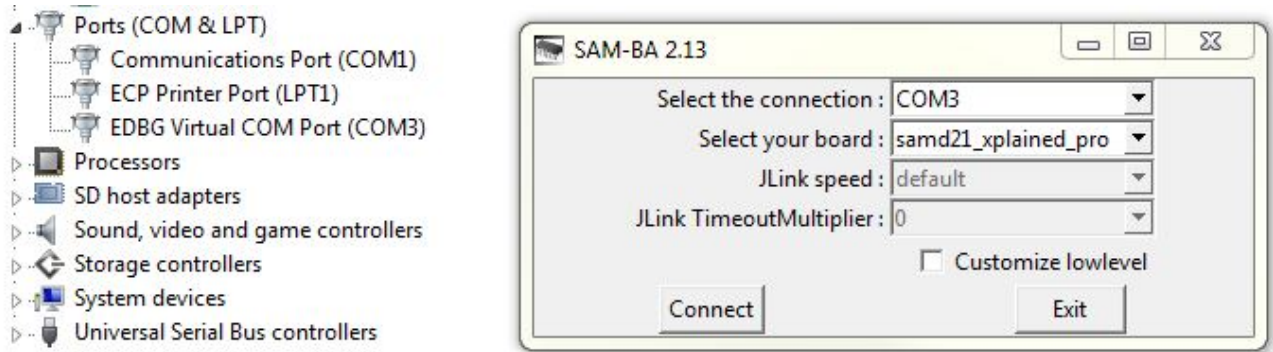 Ports (COM & LPT)
Communications Port (COM1)
ECP Printer Port (LPT1)
EDBG Virtual COM Port (COM3)
Processors
SD host adapters
Sound, video and game controllers
Storage controllers
System devices
Universal Serial Bus controllers
SAM-BA 2.13
Select the connection : COM3
Select your board : samd21_xplained_pro
JLink speed : default
JLink TimeoutMultiplier : 0
Customize lowlevel
Connect Exit